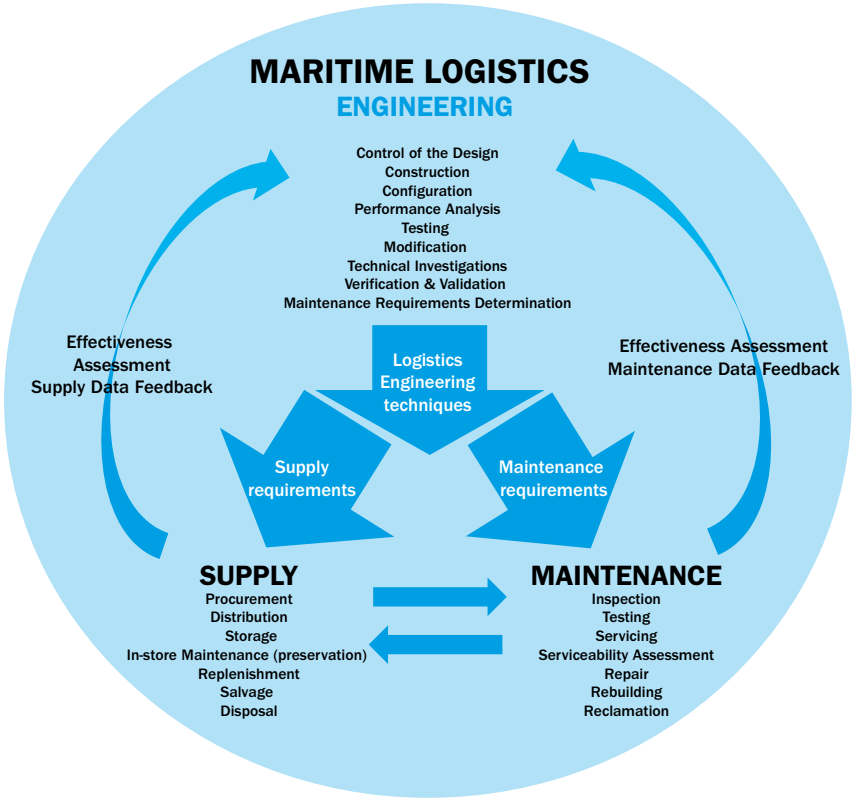 MARITIME LOGISTICS
ENGINEERING
Control of the Design
Construction
Configuration
Performance Analysis
Testing
Modification
Technical Investigations
Verification & Validation
Maintenance Requirements Determination
Effectiveness
Assessment
Supply Data Feedback
Logistics
Engineering
techniques
Effectiveness Assessment
Maintenance Data Feedback
Supply
requirements
Maintenance
requirements
SUPPLY
Procurement
Distribution
Storage
In-store Maintenance (preservation)
Replenishment
Salvage
Disposal
MAINTENANCE
Inspection
Testing
Servicing
Serviceability Assessment
Repair
Rebuilding
Reclamation